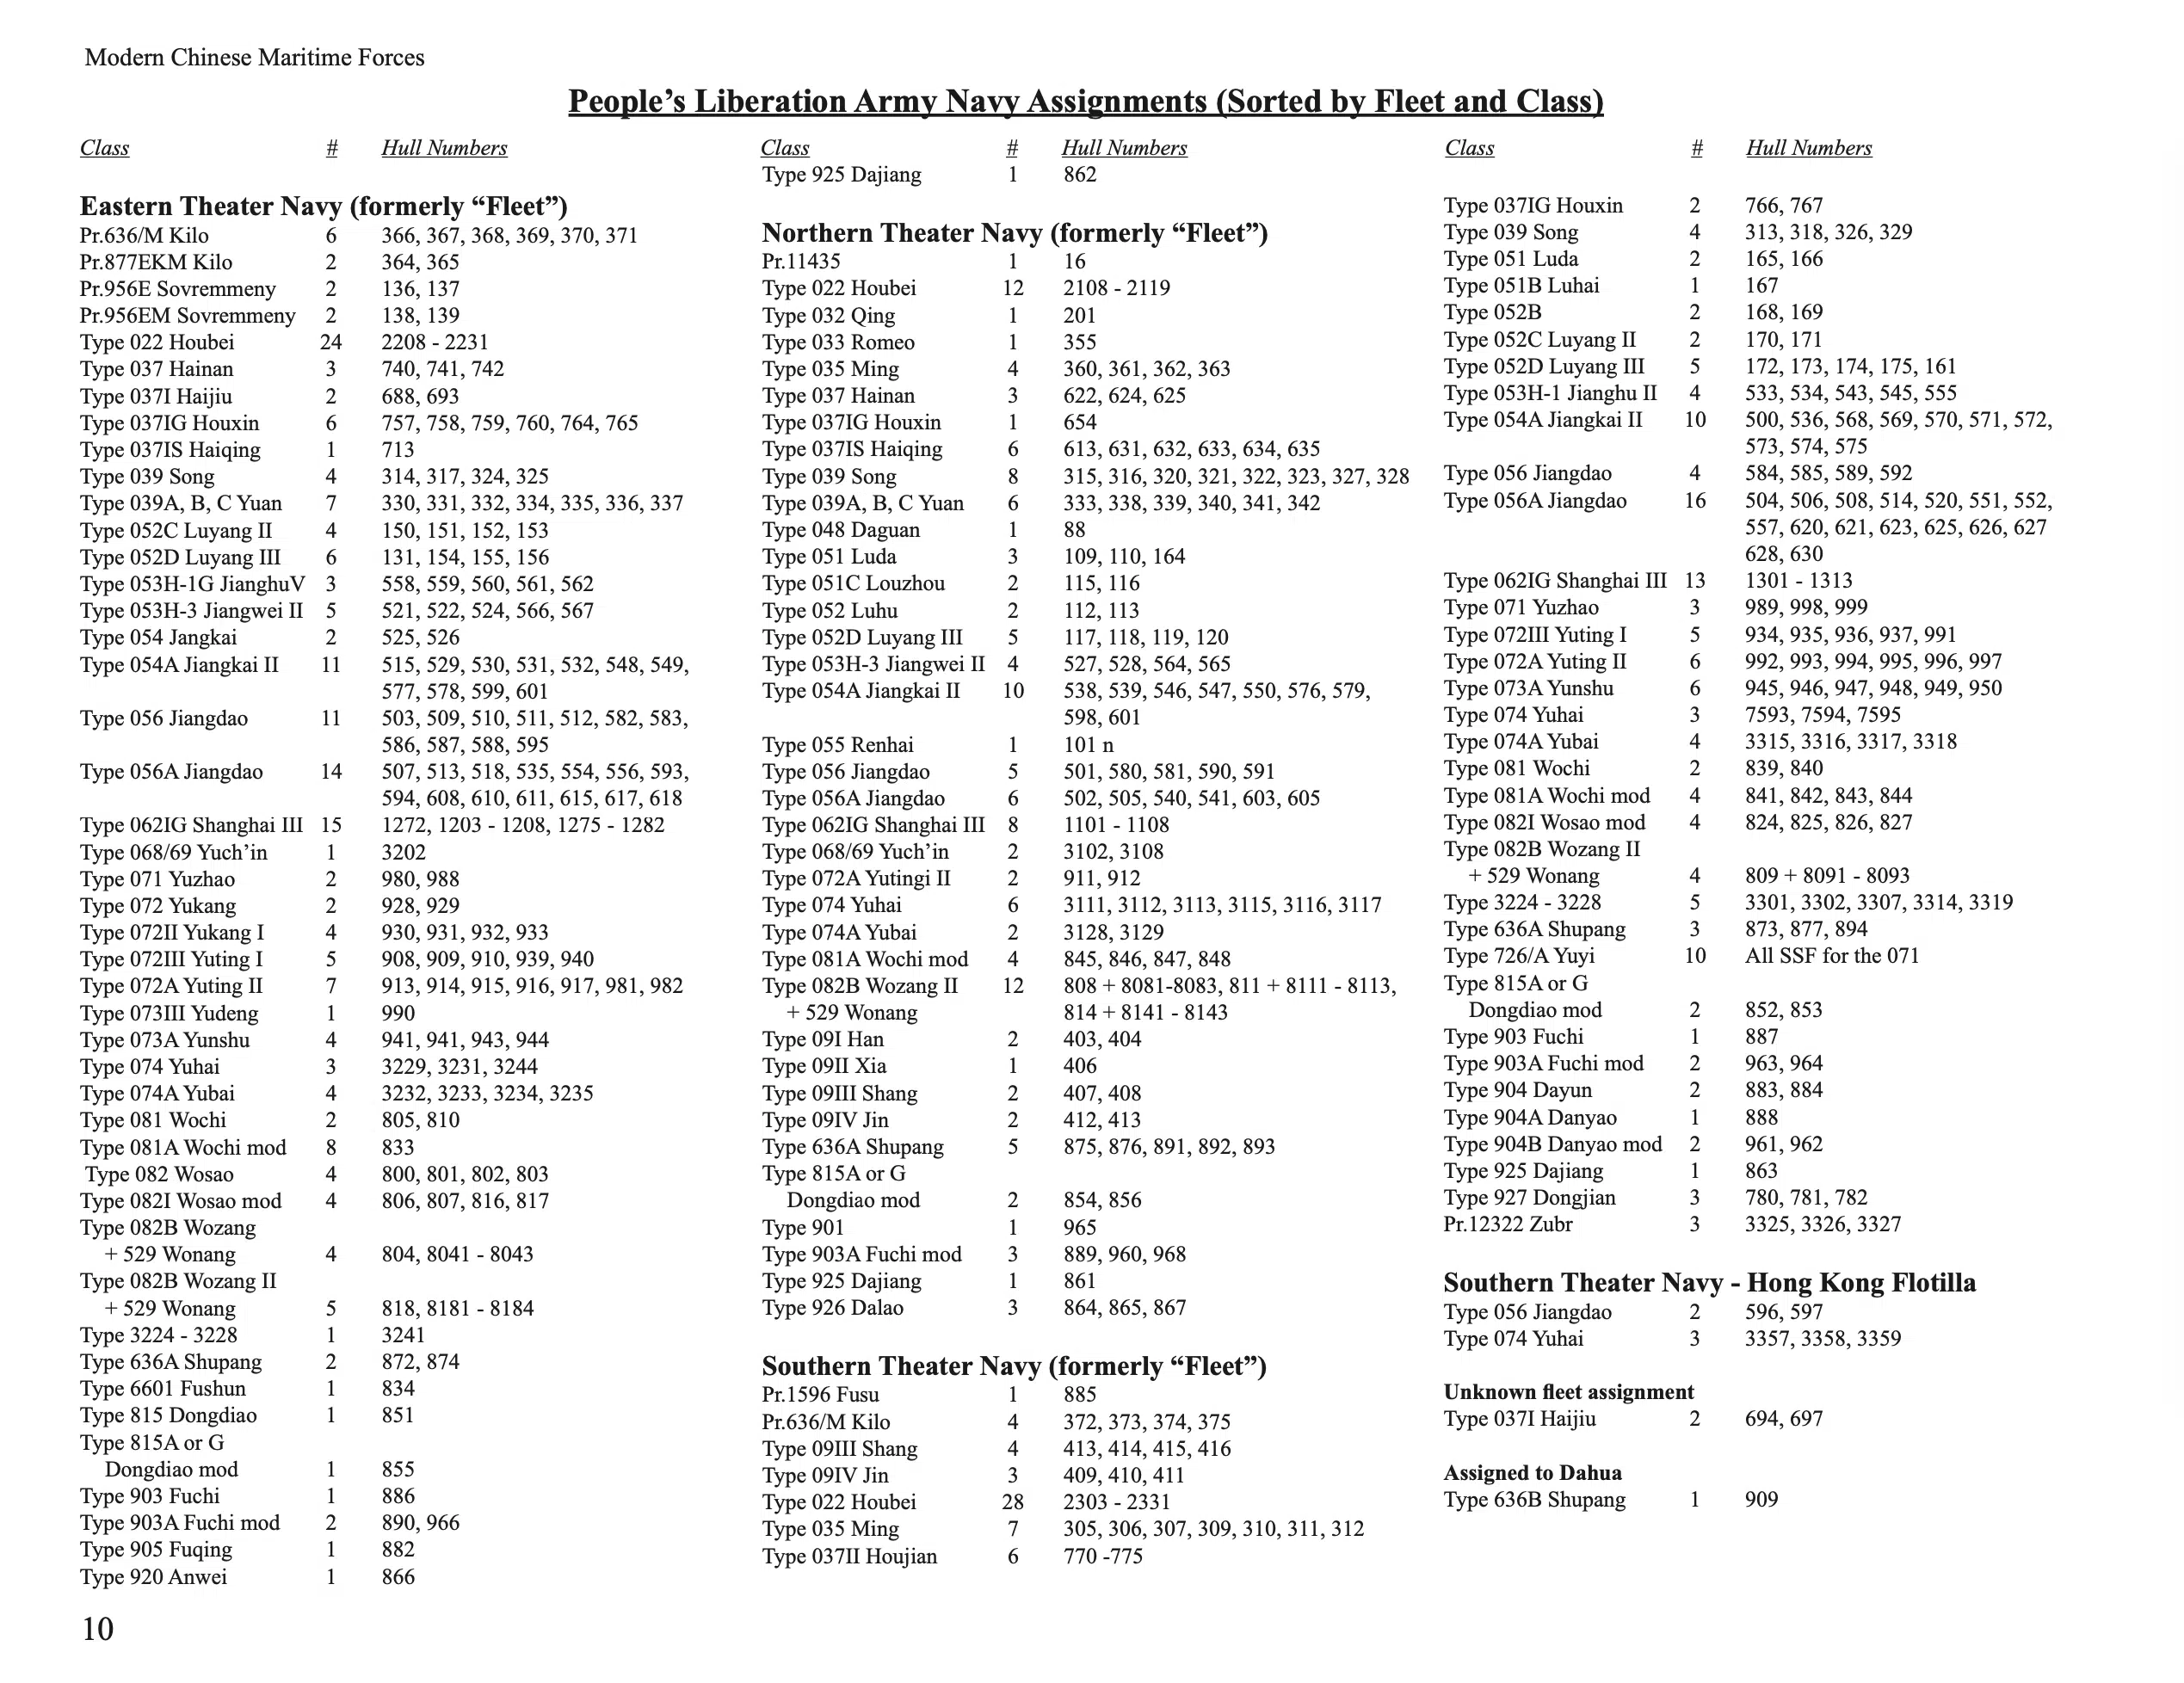 Modern Chinese Maritime Forces
People’s Liberation Army Navy Assignments (Sorted by Fleet and Class)
Class # Hull Numbers
Eastern Theater Navy (formerly “Fleet”)
Pr.636/M Kilo 6 366, 367, 368, 369, 370, 371
Pr.877EKM Kilo 2 364, 365
Pr.956E Sovremmeny 2 136, 137
Pr.956EM Sovremmeny 2 138, 139
Type 022 Houbei 24 2208 - 2231
Type 037 Hainan 3 740, 741, 742
Type 037I Haijiu 2 688, 693
Type 037IG Houxin 6 757, 758, 759, 760, 764, 765
Type 037IS Haiqing 1 713
Type 039 Song 4 314, 317, 324, 325
Type 039A, B, C Yuan 7 330, 331, 332, 334, 335, 336, 337
Type 052C Luyang II 4 150, 151, 152, 153
Type 052D Luyang III 6 131, 154, 155, 156
Type 053H-1G JianghuV 3 558, 559, 560, 561, 562
Type 053H-3 Jiangwei II 5 521, 522, 524, 566, 567
Type 054 Jangkai 2 525, 526
Type 054A Jiangkai II 11 515, 529, 530, 531, 532, 548, 549,
577, 578, 599, 601
Type 056 Jiangdao 11 503, 509, 510, 511, 512, 582, 583,
586, 587, 588, 595
Type 056A Jiangdao 14 507, 513, 518, 535, 554, 556, 593,
594, 608, 610, 611, 615, 617, 618
Type 062IG Shanghai III 15 1272, 1203 - 1208, 1275 - 1282
Type 068/69 Yuch’in 1 3202
Type 071 Yuzhao 2 980, 988
Type 072 Yukang 2 928, 929
Type 072II Yukang I 4 930, 931, 932, 933
Type 072III Yuting I 5 908, 909, 910, 939, 940
Type 072A Yuting II 7 913, 914, 915, 916, 917, 981, 982
Type 073III Yudeng 1 990
Type 073A Yunshu 4 941, 941, 943, 944
Type 074 Yuhai 3 3229, 3231, 3244
Type 074A Yubai 4 3232, 3233, 3234, 3235
Type 081 Wochi 2 805, 810
Type 081A Wochi mod 8 833
Type 082 Wosao 4 800, 801, 802, 803
Type 082I Wosao mod 4 806, 807, 816, 817
Type 082B Wozang
+ 529 Wonang 4 804, 8041 - 8043
Type 082B Wozang II
+ 529 Wonang 5 818, 8181 - 8184
Type 3224 - 3228 1 3241
Type 636A Shupang 2 872, 874
Type 6601 Fushun 1 834
Type 815 Dongdiao 1 851
Type 815A or G
Dongdiao mod 1 855
Type 903 Fuchi 1 886
Type 903A Fuchi mod 2 890, 966
Type 905 Fuqing 1 882
Type 920 Anwei 1 866
Class # Hull Numbers
Type 925 Dajiang 1 862
Northern Theater Navy (formerly “Fleet”)
Pr.11435 1 16
Type 022 Houbei 12 2108 - 2119
Type 032 Qing 1 201
Type 033 Romeo 1 355
Type 035 Ming 4 360, 361, 362, 363
Type 037 Hainan 3 622, 624, 625
Type 037IG Houxin 1 654
Type 037IS Haiqing 6 613, 631, 632, 633, 634, 635
Type 039 Song 8 315, 316, 320, 321, 322, 323, 327, 328
Type 039A, B, C Yuan 6 333, 338, 339, 340, 341, 342
Type 048 Daguan 1 88
Type 051 Luda 3 109, 110, 164
Type 051C Louzhou 2 115, 116
Type 052 Luhu 2 112, 113
Type 052D Luyang III 5 117, 118, 119, 120
Type 053H-3 Jiangwei II 4 527, 528, 564, 565
Type 054A Jiangkai II 10 538, 539, 546, 547, 550, 576, 579,
598, 601
Type 055 Renhai 1 101 n
Type 056 Jiangdao 5 501, 580, 581, 590, 591
Type 056A Jiangdao 6 502, 505, 540, 541, 603, 605
Type 062IG Shanghai III 8 1101 - 1108
Type 068/69 Yuch’in 2 3102, 3108
Type 072A Yutingi II 2 911, 912
Type 074 Yuhai 6 3111, 3112, 3113, 3115, 3116, 3117
Type 074A Yubai 2 3128, 3129
Type 081A Wochi mod 4 845, 846, 847, 848
Type 082B Wozang II 12 808 + 8081-8083, 811 + 8111 - 8113,
+ 529 Wonang 814 + 8141 - 8143
Type 09I Han 2 403, 404
Type 09II Xia 1 406
Type 09III Shang 2 407, 408
Type 09IV Jin 2 412, 413
Type 636A Shupang 5 875, 876, 891, 892, 893
Type 815A or G
Dongdiao mod 2 854, 856
Type 901 1 965
Type 903A Fuchi mod 3 889, 960, 968
Type 925 Dajiang 1 861
Type 926 Dalao 3 864, 865, 867
Southern Theater Navy (formerly “Fleet”)
Pr.1596 Fusu 1 885
Pr.636/M Kilo 4 372, 373, 374, 375
Type 09III Shang 4 413, 414, 415, 416
Type 09IV Jin 3 409, 410, 411
Type 022 Houbei 28 2303 - 2331
Type 035 Ming 7 305, 306, 307, 309, 310, 311, 312
Type 037II Houjian 6 770 -775
Class # Hull Numbers
Type 037IG Houxin 2 766, 767
Type 039 Song 4 313, 318, 326, 329
Type 051 Luda 2 165, 166
Type 051B Luhai 1 167
Type 052B 2 168, 169
Type 052C Luyang II 2 170, 171
Type 052D Luyang III 5 172, 173, 174, 175, 161
Type 053H-1 Jianghu II 4 533, 534, 543, 545, 555
Type 054A Jiangkai II 10 500, 536, 568, 569, 570, 571, 572,
573, 574, 575
Type 056 Jiangdao 4 584, 585, 589, 592
Type 056A Jiangdao 16 504, 506, 508, 514, 520, 551, 552,
557, 620, 621, 623, 625, 626, 627
628, 630
Type 062IG Shanghai III 13 1301 - 1313
Type 071 Yuzhao 3 989, 998, 999
Type 072III Yuting I 5 934, 935, 936, 937, 991
Type 072A Yuting II 6 992, 993, 994, 995, 996, 997
Type 073A Yunshu 6 945, 946, 947, 948, 949, 950
Type 074 Yuhai 3 7593, 7594, 7595
Type 074A Yubai 4 3315, 3316, 3317, 3318
Type 081 Wochi 2 839, 840
Type 081A Wochi mod 4 841, 842, 843, 844
Type 082I Wosao mod 4 824, 825, 826, 827
Type 082B Wozang II
+ 529 Wonang 4 809 + 8091 - 8093
Type 3224 - 3228 5 3301, 3302, 3307, 3314, 3319
Type 636A Shupang 3 873, 877, 894
Type 726/A Yuyi 10 All SSF for the 071
Type 815A or G
Dongdiao mod 2 852, 853
Type 903 Fuchi 1 887
Type 903A Fuchi mod 2 963, 964
Type 904 Dayun 2 883, 884
Type 904A Danyao 1 888
Type 904B Danyao mod 2 961, 962
Type 925 Dajiang 1 863
Type 927 Dongjian 3 780, 781, 782
Pr.12322 Zubr 3 3325, 3326, 3327
Southern Theater Navy - Hong Kong Flotilla
Type 056 Jiangdao 2 596, 597
Type 074 Yuhai 3 3357, 3358, 3359
Unknown fleet assignment
Type 037I Haijiu 2 694, 697
Assigned to Dahua
Type 636B Shupang 1 909
10